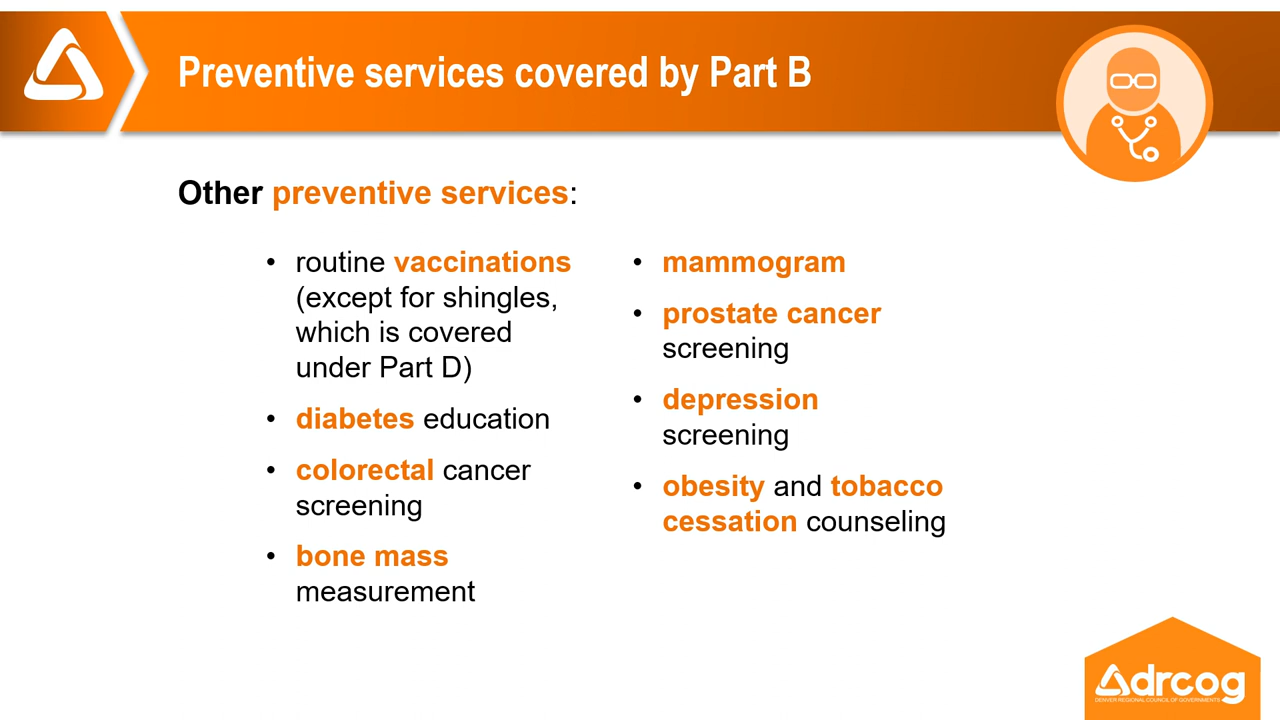 Preventive services covered by Part B
Other preventive services:
• routine vaccinations
(except for shingles,
which is covered
under Part D)
• diabetes education
• colorectal cancer
screening
• bone mass
measurement
• mammogram
• prostate cancer
screening
• depression
screening
• obesity and tobacco
cessation counseling
drcog
DENVER REGIONAL COUNCIL OF GOVERNMENTS